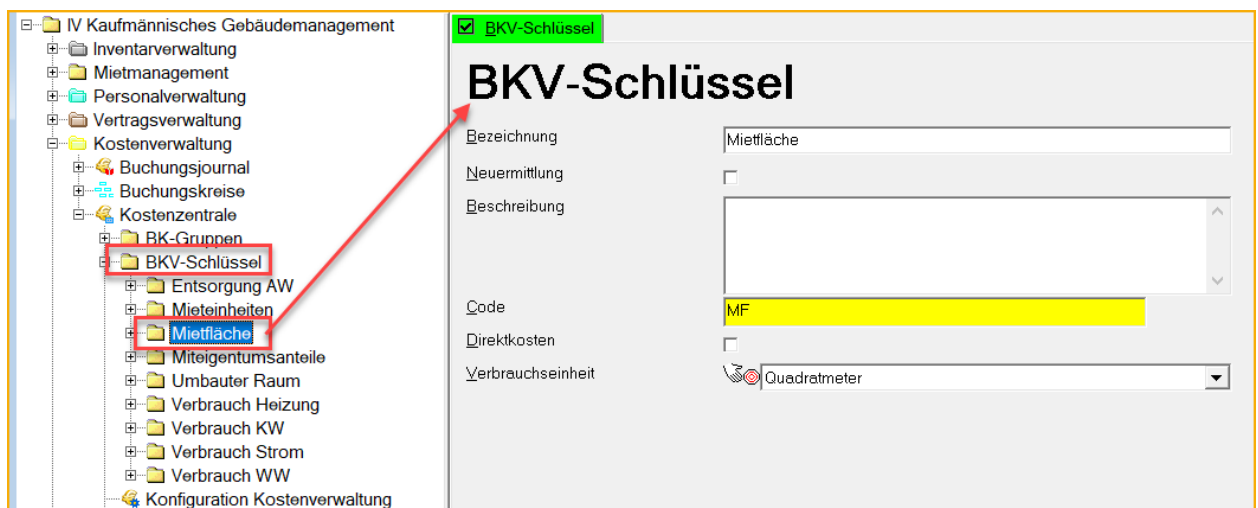 IV Kaufmännisches Gebäudemanagement
Inventarverwaltung
Mietmanagement
Personalverwaltung
Vertragsverwaltung
Kostenverwaltung
Buchungsjournal
Buchungskreise
Kostenzentrale
BK-Gruppen
BKV-Schlüssel
Entsorgung AW
Mieteinheiten
Mietfläche
Miteigentumsanteile
Umbauter Raum
Verbrauch Heizung
Verbrauch KW
Verbrauch Strom
Verbrauch WW
Konfiguration Kostenverwaltung
BKV-Schlüssel
BKV-Schlüssel
Bezeichnung Mietfläche
Neuermittlung
Beschreibung
Code MF
Direktkosten
Verbrauchseinheit Quadratmeter